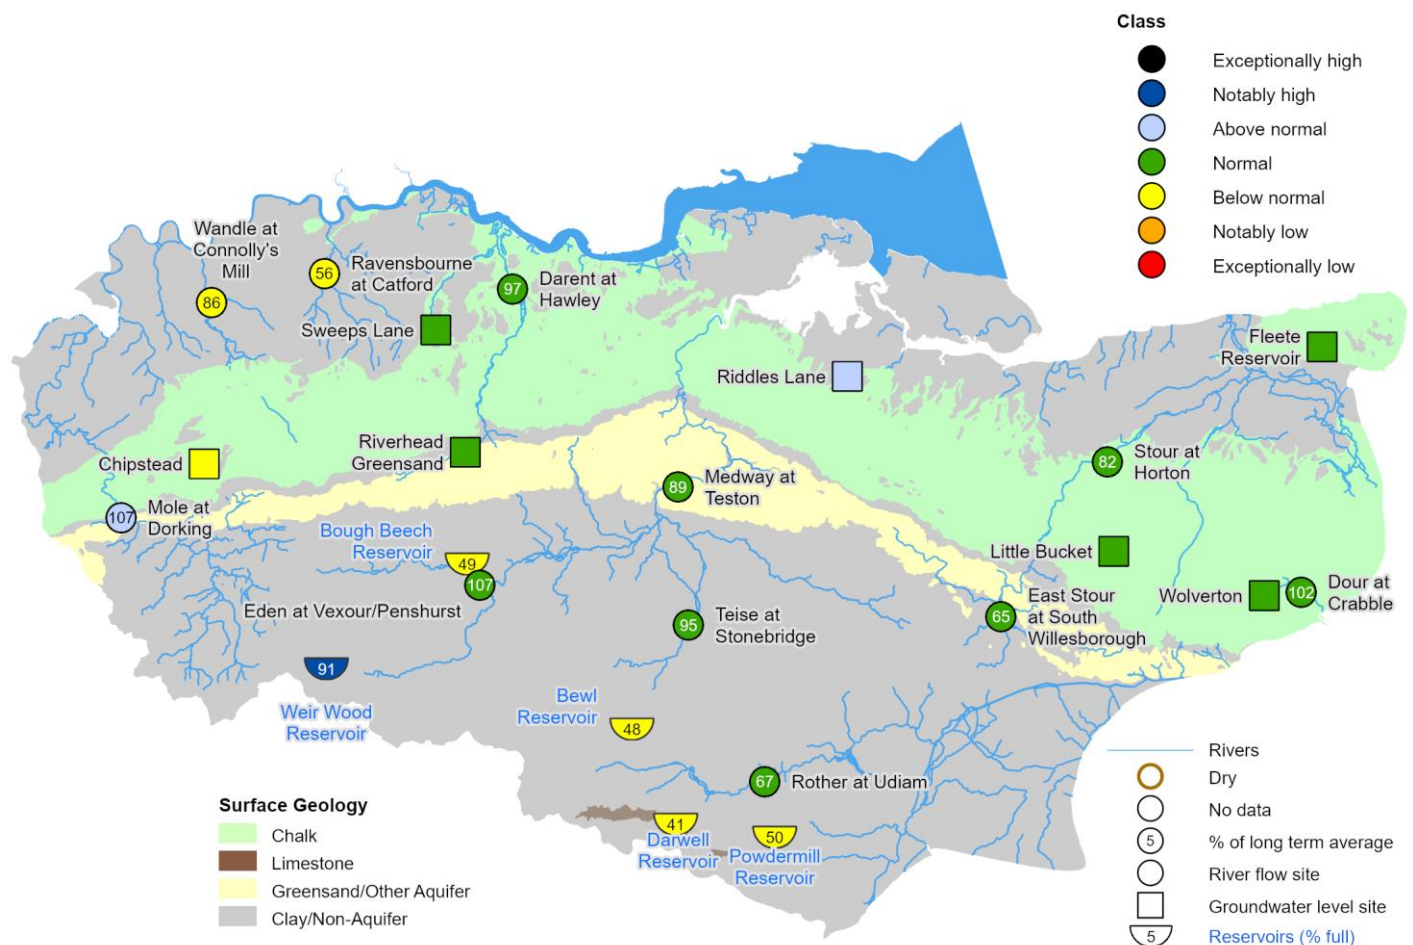 Class
Exceptionally high
Notably high
Above normal
Normal
Below normal
Notably low
Exceptionally low
Wandle at
Connolly's
Mill
86
56
Ravensbourne
at Catford
97
Darent at
Hawley
Sweeps Lane
Fleete
Reservoir
Riddles Lane
Chipstead
Riverhead
Greensand
82
Stour at
Horton
89
Medway at
Teston
107
Mole at
Dorking
Bough Beech
Reservoir
49
107
Eden at Vexour/Penshurst
Little Bucket
Wolverton
102
Dour at
Crabble
95
Teise at
Stonebridge
65
East Stour
at South
Willesborough
91
Weir Wood
Reservoir
Bewl
Reservoir
48
67
Rother at Udiam
41
Darwell
Reservoir
50
Powdermill
Reservoir
Surface Geology
Chalk
Limestone
Greensand/Other Aquifer
Clay/Non-Aquifer
Rivers
Dry
No data
5
% of long term average
River flow site
Groundwater level site
5
Reservoirs (% full)